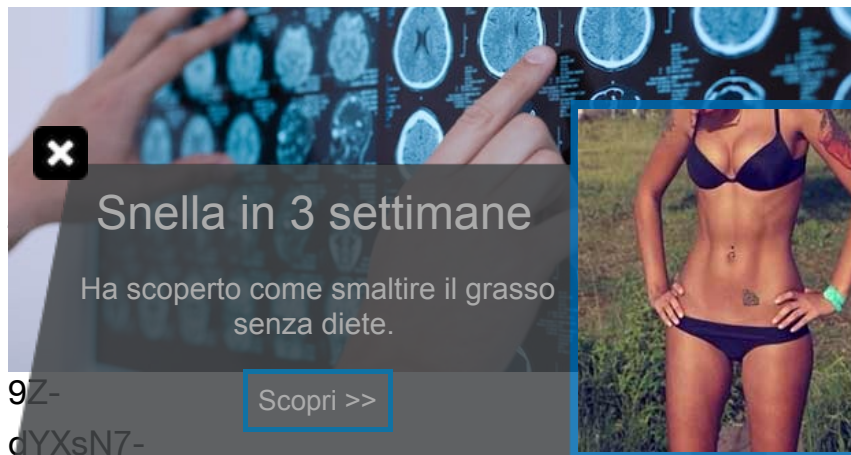 Snella in 3 settimane
Ha scoperto come smaltire il grasso
senza diete.
Scopri >>
9Z-
dYXsN7-